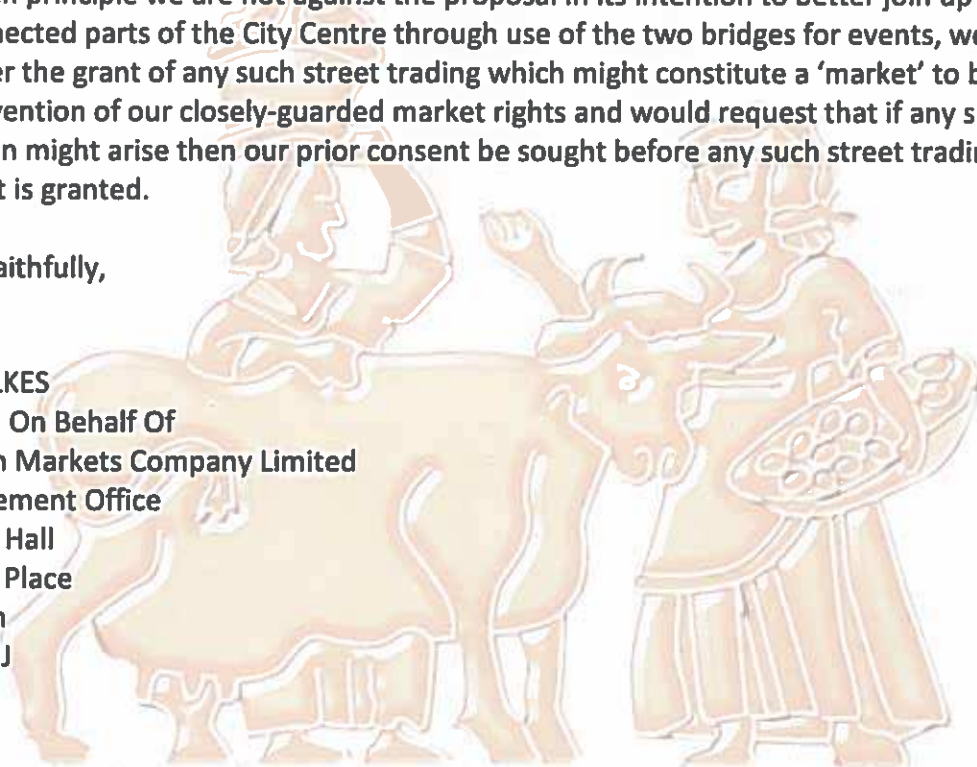 principle we are not against the proposal in its intention to better join up
nected parts of the City Centre through use of the two bridges for events, we
er the grant of any such street trading which might constitute a 'market' to b
vention of our closely-guarded market rights and would request that if any s
n might arise then our prior consent be sought before any such street tradin
t is granted.
aithfully,
LKES
On Behalf Of
n Markets Company Limited
ement Office
Hall
Place
n
J